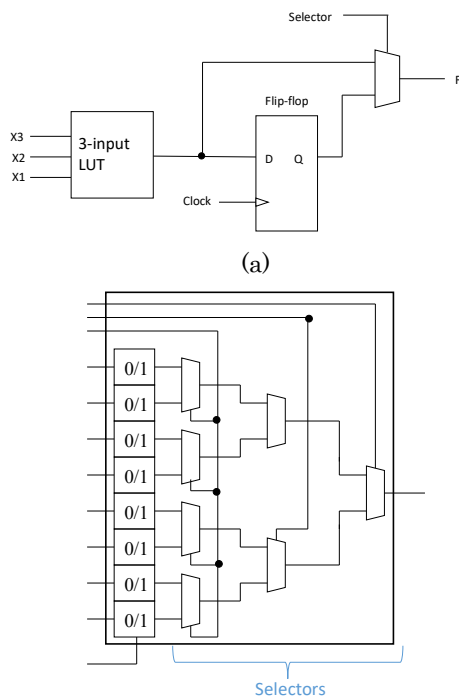 Selector
F
Flip-flop
X3
X2
X1
3-input
LUT
D
Q
Clock
(a)
0/1
0/1
0/1
0/1
0/1
0/1
0/1
0/1
Selectors